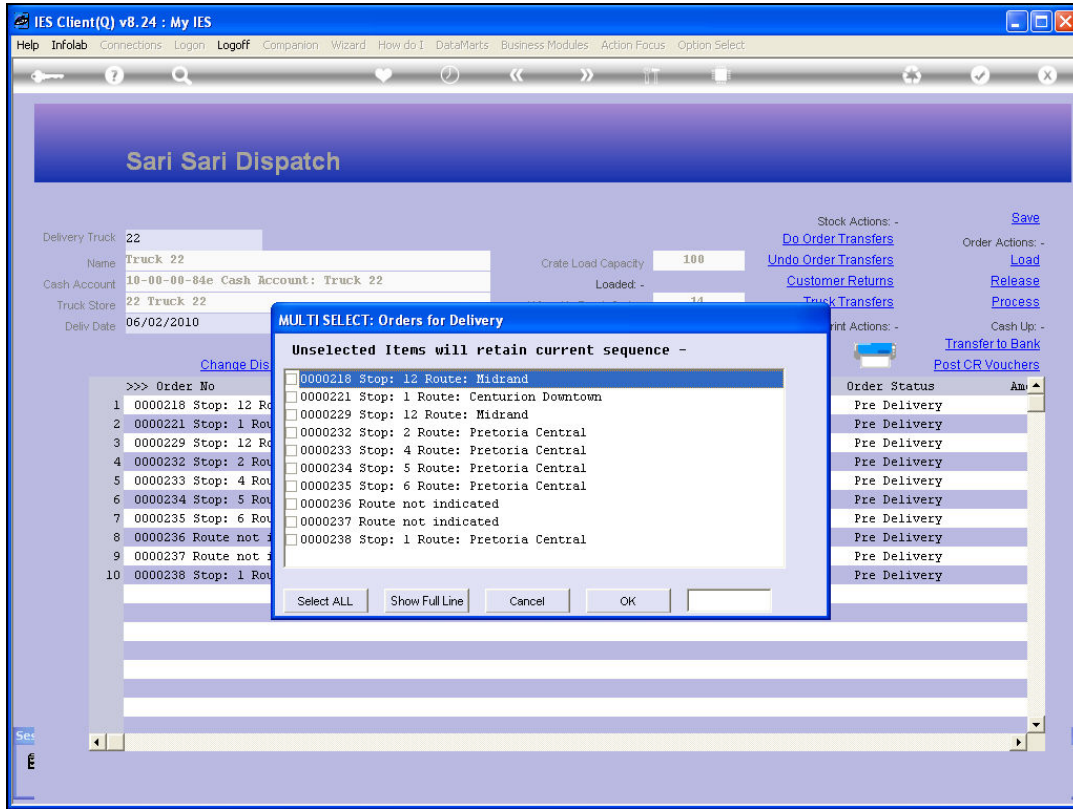 IES Client(Q) v8.24 : My IES
Help Infolab Connections Logon Logoff Companion Wizard How do I DataMarts Business Modules Action Focus Option Select
Sari Sari Dispatch
Stock Actions: - Save
Delivery Truck 22 Do Order Transfers Order Actions: -
Name Truck 22 Crate Load Capacity 100 Undo Order Transfers Load
Cash Account 10-00-00-84e Cash Account: Truck 22 Loaded: - Customer Returns Release
Truck Store 22 Truck 22 14 Truck Transfers Process
Deliv Date 06/02/2010 rint Actions: - Cash Up: -
Transfer to Bank
Change Dis Post CR Vouchers
MULTI SELECT: Orders for Delivery
Unselected Items will retain current sequence -
0000218 Stop: 12 Route: Midrand
0000221 Stop: 1 Route: Centurion Downtown
0000229 Stop: 12 Route: Midrand
0000232 Stop: 2 Route: Pretoria Central
0000233 Stop: 4 Route: Pretoria Central
0000234 Stop: 5 Route: Pretoria Central
0000235 Stop: 6 Route: Pretoria Central
0000236 Route not indicated
0000237 Route not indicated
0000238 Stop: 1 Route: Pretoria Central
Select ALL Show Full Line Cancel OK
>>> Order No Order Status Am
1 0000218 Stop: 12 Ro Pre Delivery
2 0000221 Stop: 1 Rou Pre Delivery
3 0000229 Stop: 12 Ro Pre Delivery
4 0000232 Stop: 2 Rou Pre Delivery
5 0000233 Stop: 4 Rou Pre Delivery
6 0000234 Stop: 5 Rou Pre Delivery
7 0000235 Stop: 6 Rou Pre Delivery
8 0000236 Route not i Pre Delivery
9 0000237 Route not i Pre Delivery
10 0000238 Stop: 1 Rou Pre Delivery
Ses